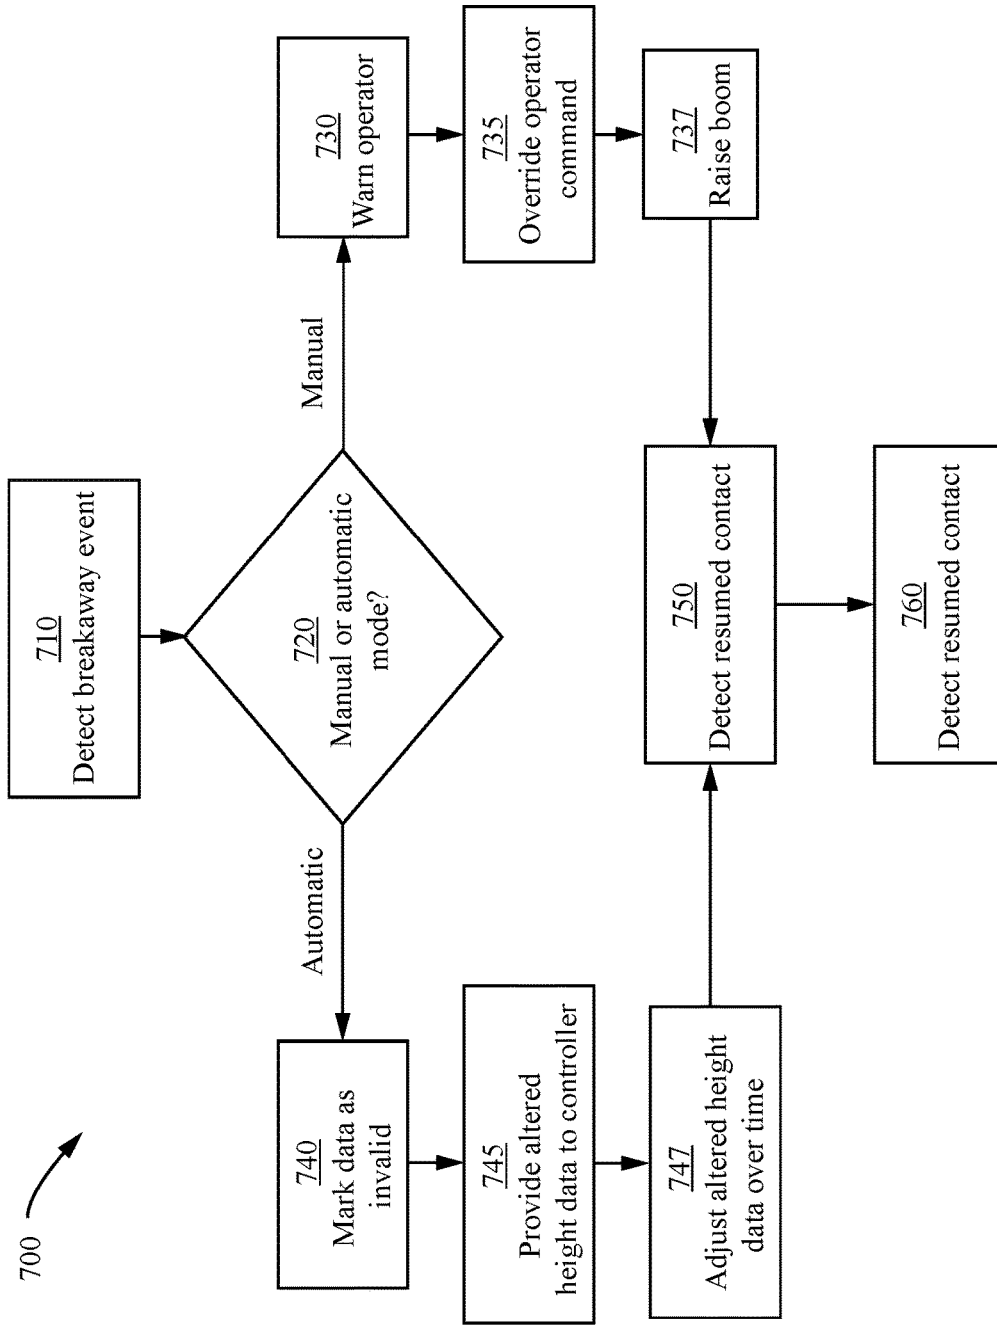 700
710
Detect breakaway event
720
Manual or automatic
mode?
Automatic
Manual
740
Mark data as
invalid
730
Warn operator
745
Provide altered
height data to controller
735
Override operator
command
747
Adjust altered height
data over time
737
Raise boom
750
Detect resumed contact
760
Detect resumed contact